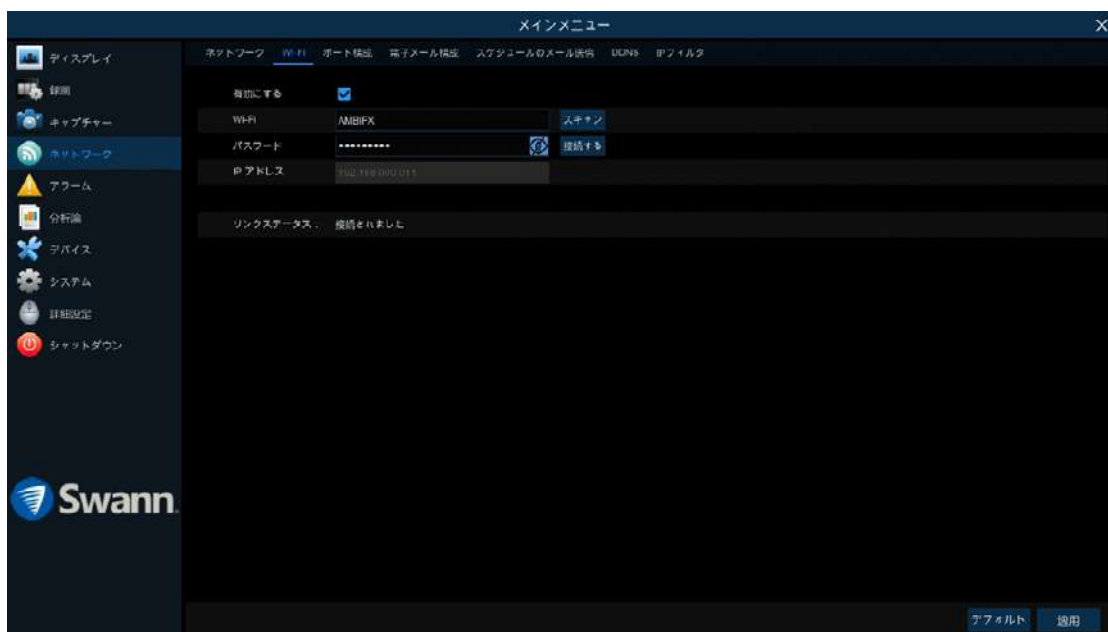 メインメニュー X
ディスプレイ
録画
キャプチャー
ネットワーク
アラーム
分析論
デバイス
システム
詳細設定
シャットダウン
Swann
ネットワーク WI-FI ポート構成 電子メール構成 スケジュールのメール送信 DDNS IPフィルタ
有効にする
WI-FI AMBIFX スキャン
パスワード ••••••••• 接続する
IP アドレス
リンクステータス . 接続されました
デフォルト 適用